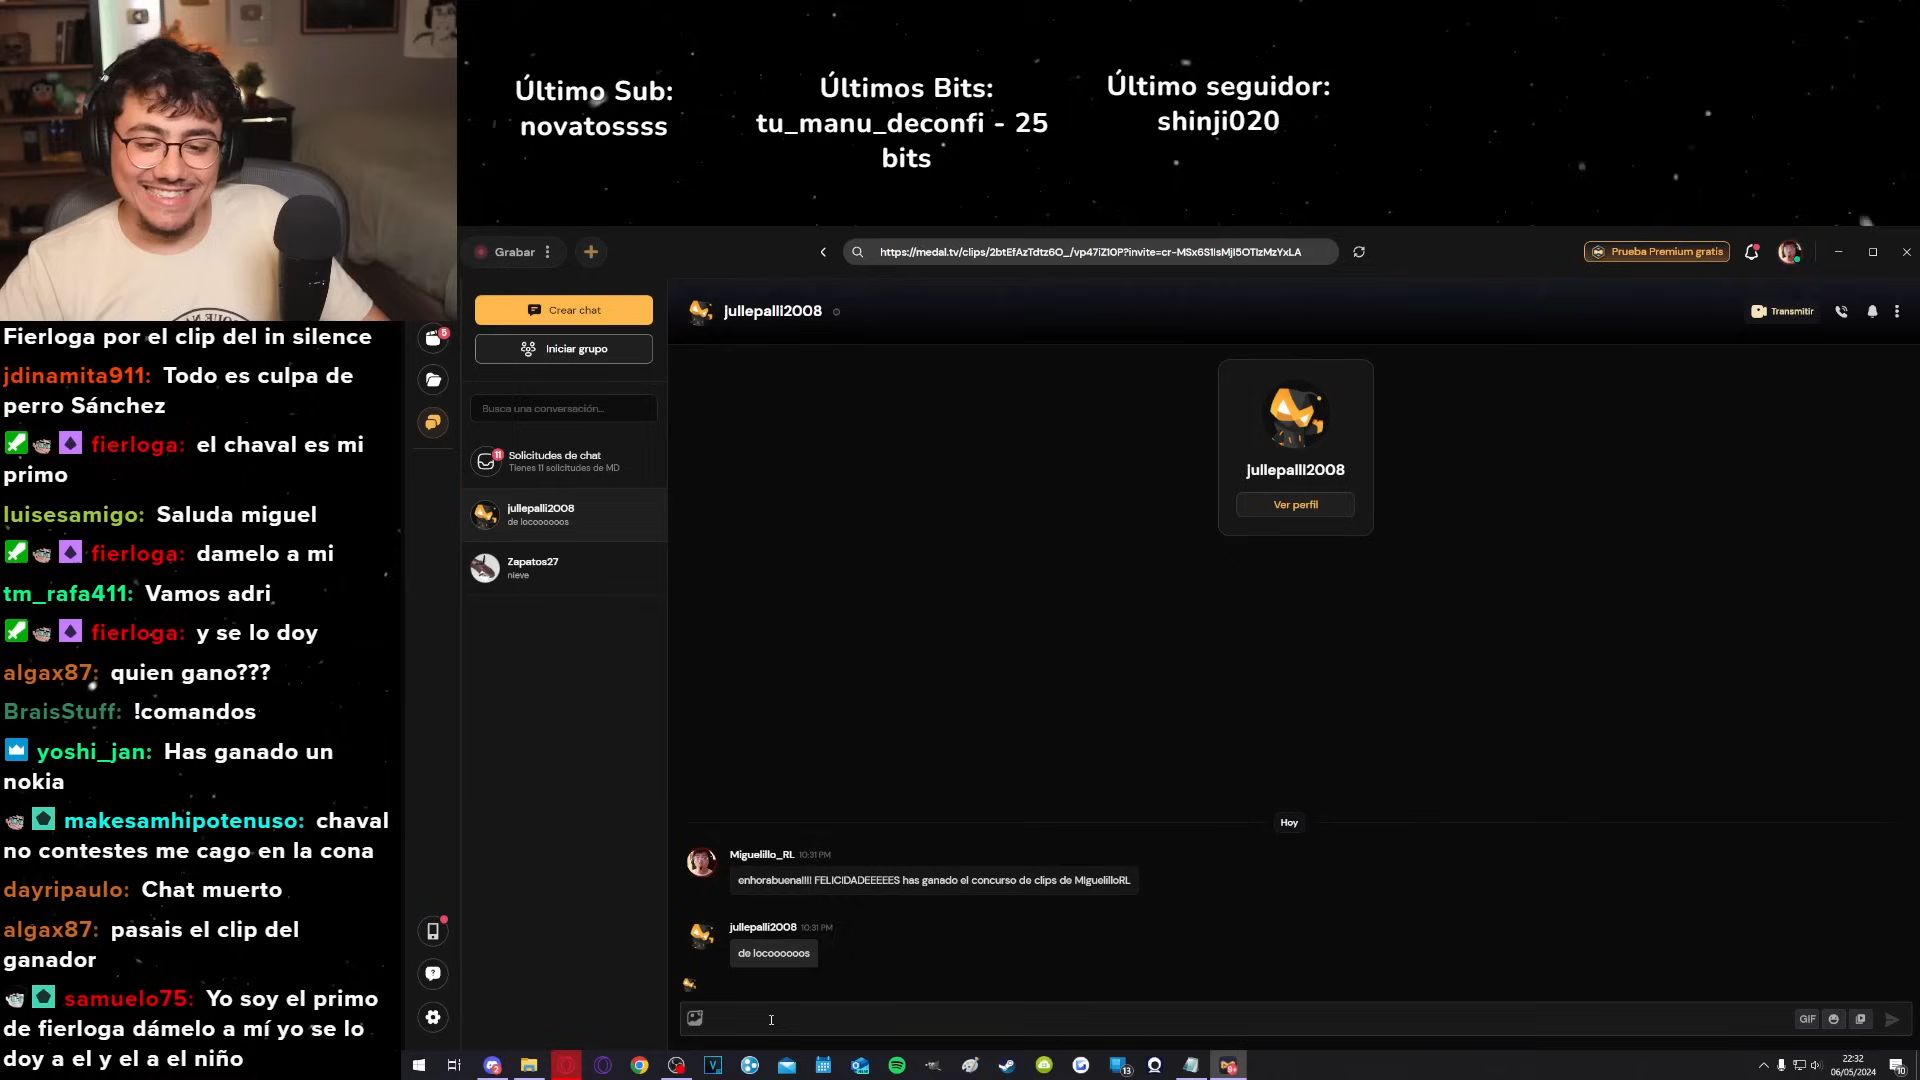 Último Sub:
novatossss
Últimos Bits:
tu_manu_deconfi - 25
bits
Último seguidor:
shinji020
Grabar
https://medal.tv/clips/2btEfAzTdtz6O_/vp47iZ10P?invite=cr-MSx6S1IsMjI5OTIzMzYxLA
Prueba Premium gratis
Crear chat
Iniciar grupo
Busca una conversación...
11
Solicitudes de chat
Tienes 11 solicitudes de MD
jullepalli2008
de locoooooos
Zapatos27
nieve
5
jullepalli2008
Transmitir
jullepalli2008
Ver perfil
Hoy
Miguelillo_RL 10:31 PM
enhorabuena!!!! FELICIDADEEEEES has ganado el concurso de clips de MiguelilloRL
jullepalli2008 10:31 PM
de locoooooos
GIF
Fierloga por el clip del in silence
jdinamita911: Todo es culpa de
perro Sánchez
fierloga: el chaval es mi
primo
luisesamigo: Saluda miguel
fierloga: damelo a mi
tm_rafa411: Vamos adri
fierloga: y se lo doy
algax87: quien gano???
BraisStuff: !comandos
yoshi_jan: Has ganado un
nokia
makesamhipotenuso: chaval
no contestes me cago en la cona
dayripaulo: Chat muerto
algax87: pasais el clip del
ganador
samuelo75: Yo soy el primo
de fierloga dámelo a mí yo se lo
doy a el y el a el niño
13
22:32
06/05/2024
10